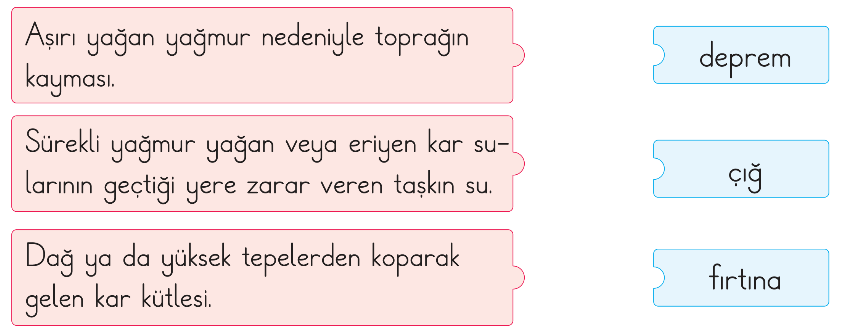 Aşırı yağan yağmur nedeniyle toprağın
kayması.
deprem
Sürekli yağmur yağan veya eriyen kar su-
larının geçtiği yere zarar veren taşkın su.
çığ
Dağ ya da yüksek tepelerden koparak
gelen kar kütlesi.
fırtına